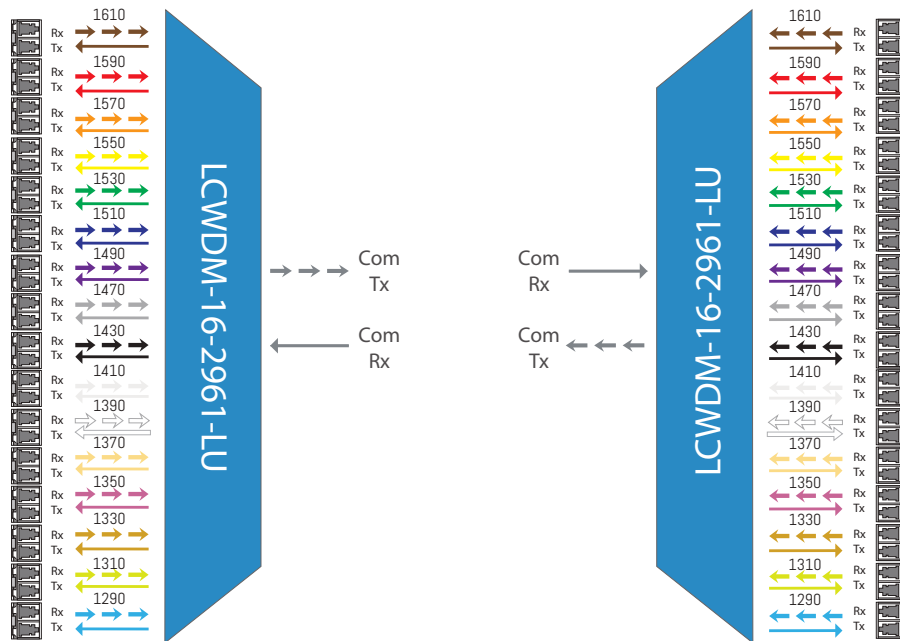 1610
Rx
Tx
1590
Rx
Tx
1570
Rx
Tx
1550
Rx
Tx
1530
Rx
Tx
1510
Rx
Tx
1490
Rx
Tx
1470
Rx
Tx
1430
Rx
Tx
1410
Rx
Tx
1390
Rx
Tx
1370
Rx
Tx
1350
Rx
Tx
1330
Rx
Tx
1310
Rx
Tx
1290
Rx
Tx
LCWDM-16-2961-LU
Com
Tx
Com
Rx
Com
Rx
Com
Tx
LCWDM-16-2961-LU
1610
Rx
Tx
1590
Rx
Tx
1570
Rx
Tx
1550
Rx
Tx
1530
Rx
Tx
1510
Rx
Tx
1490
Rx
Tx
1470
Rx
Tx
1430
Rx
Tx
1410
Rx
Tx
1390
Rx
Tx
1370
Rx
Tx
1350
Rx
Tx
1330
Rx
Tx
1310
Rx
Tx
1290
Rx
Tx